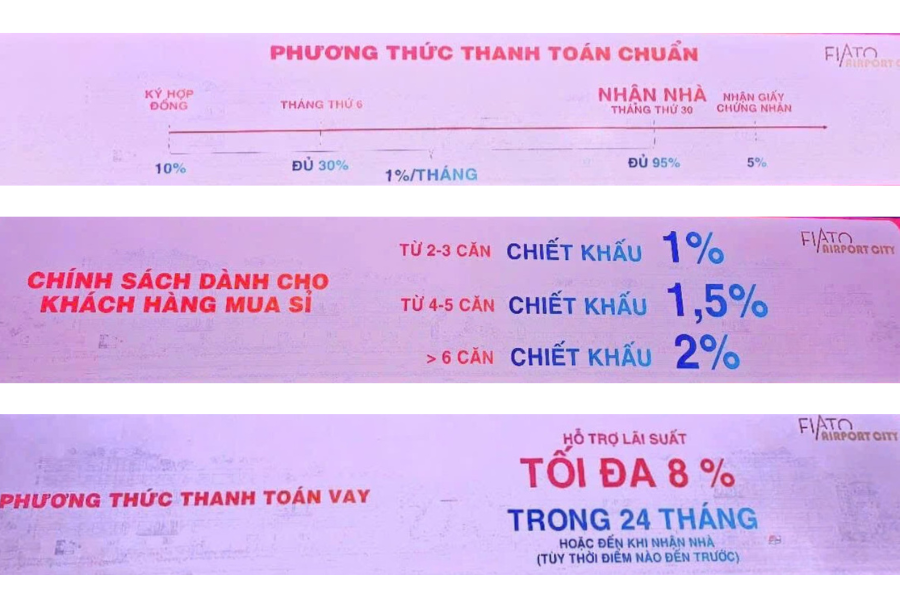 PHƯƠNG THỨC THANH TOÁN CHUẨN
FIATO
AIRPORT CITY
KÝ HỢP
ĐỒNG
THÁNG THỨ 6
NHẬN NHÀ
THÁNG THỨ 30
NHẬN GIẤY
CHỨNG NHẬN
10%
ĐỦ 30%
1%/THÁNG
ĐỦ 95%
5%
FIATO
AIRPORT CITY
CHÍNH SÁCH DÀNH CHO
KHÁCH HÀNG MUA SỈ
TỪ 2-3 CĂN CHIẾT KHẤU 1%
TỪ 4-5 CĂN CHIẾT KHẤU 1,5%
> 6 CĂN CHIẾT KHẤU 2%
FIATO
AIRPORT CITY
PHƯƠNG THỨC THANH TOÁN VAY
HỖ TRỢ LÃI SUẤT
TỐI ĐA 8 %
TRONG 24 THÁNG
HOẶC ĐẾN KHI NHẬN NHÀ
(TÙY THỜI ĐIỂM NÀO ĐẾN TRƯỚC)